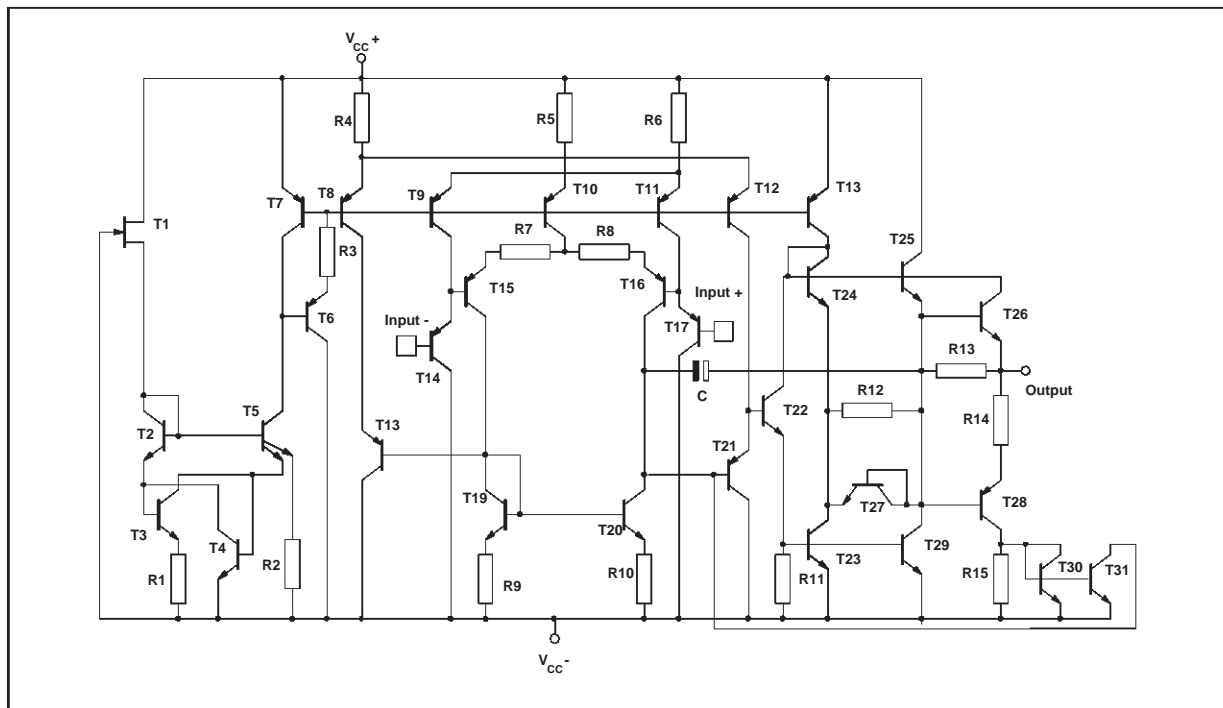 VCC+
R4
R5
R6
T7
T8
T9
T10
T11
T12
T13
T1
R3
R7
R8
T25
T15
T16
Input +
T24
T6
T17
T26
Input -
T14
R13
Output
C
R12
T2
T5
T22
R14
T13
T21
T19
T27
T28
T3
T4
T20
T29
R1
R2
R9
R10
R11
T23
R15
T30
T31
VCC-